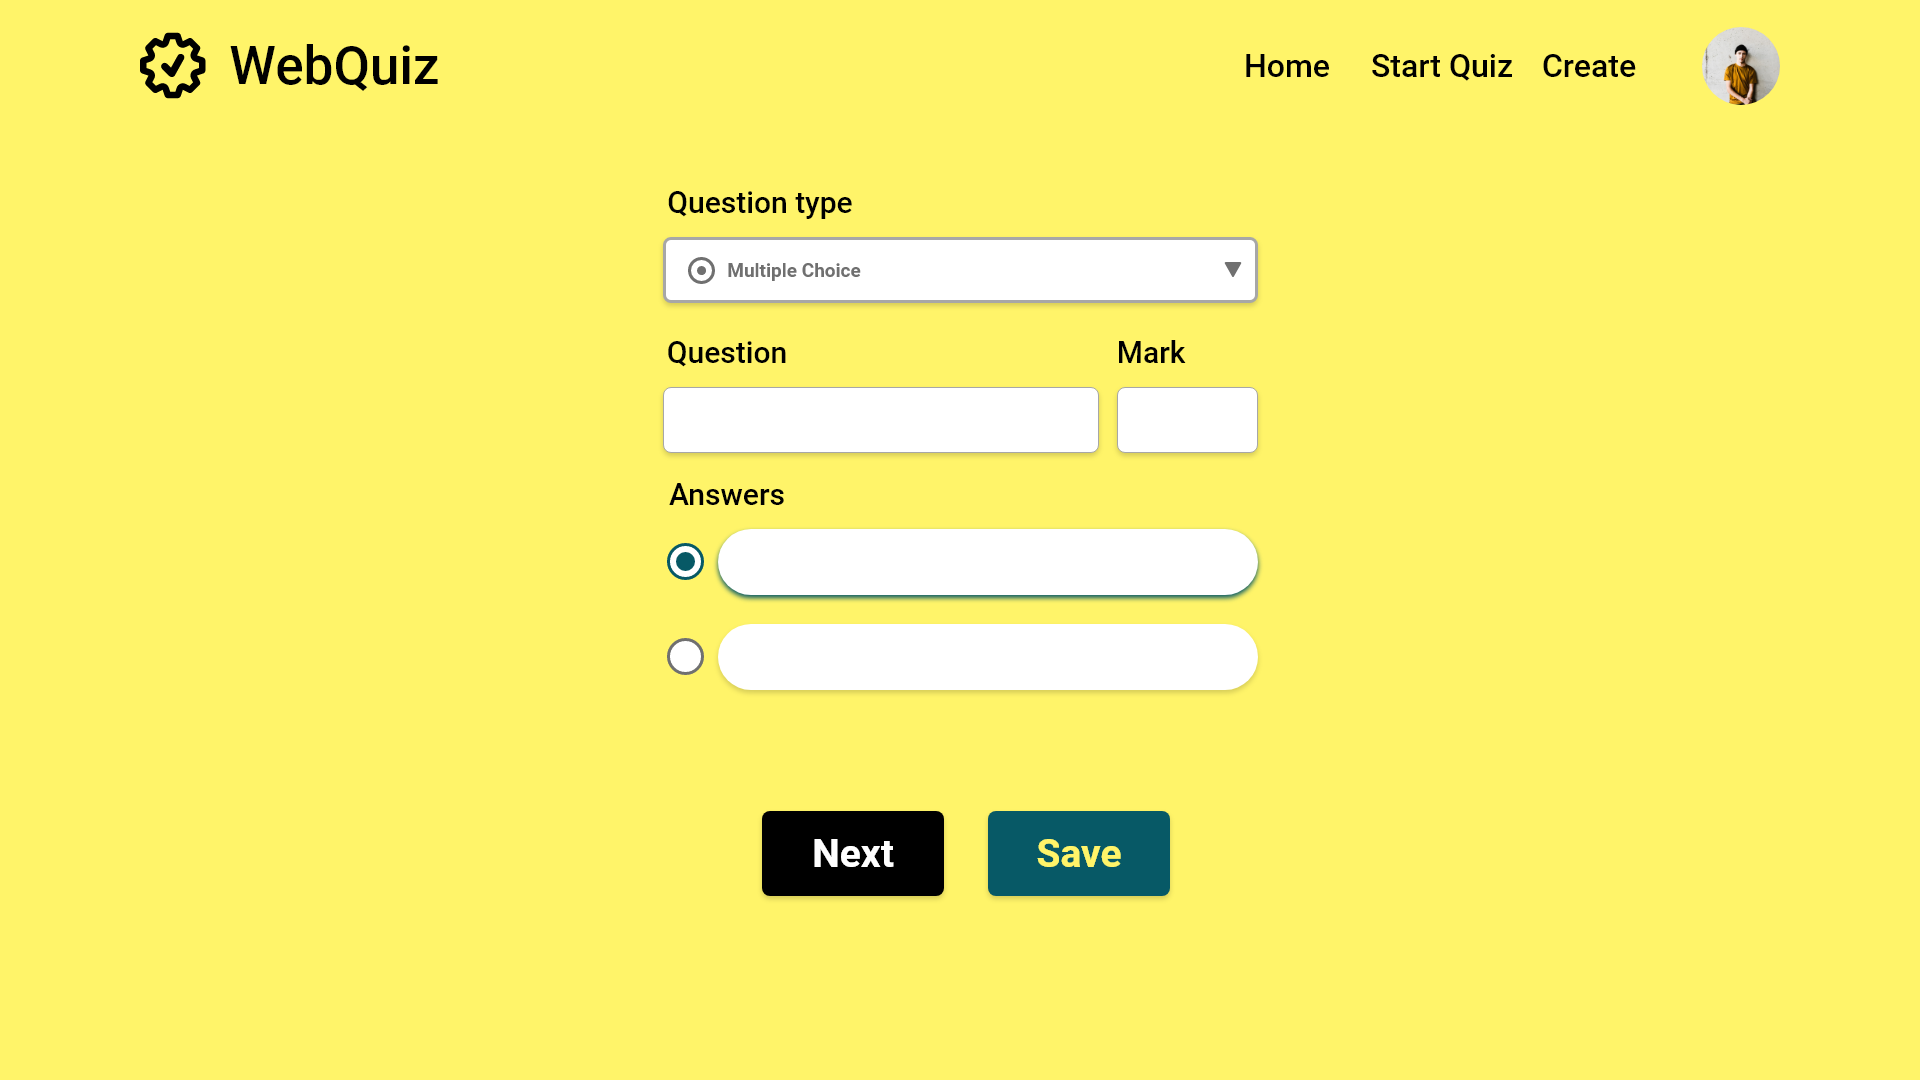 WebQuiz
Home Start Quiz Create
Question type
Multiple Choice
Question Mark
Answers
Next Save